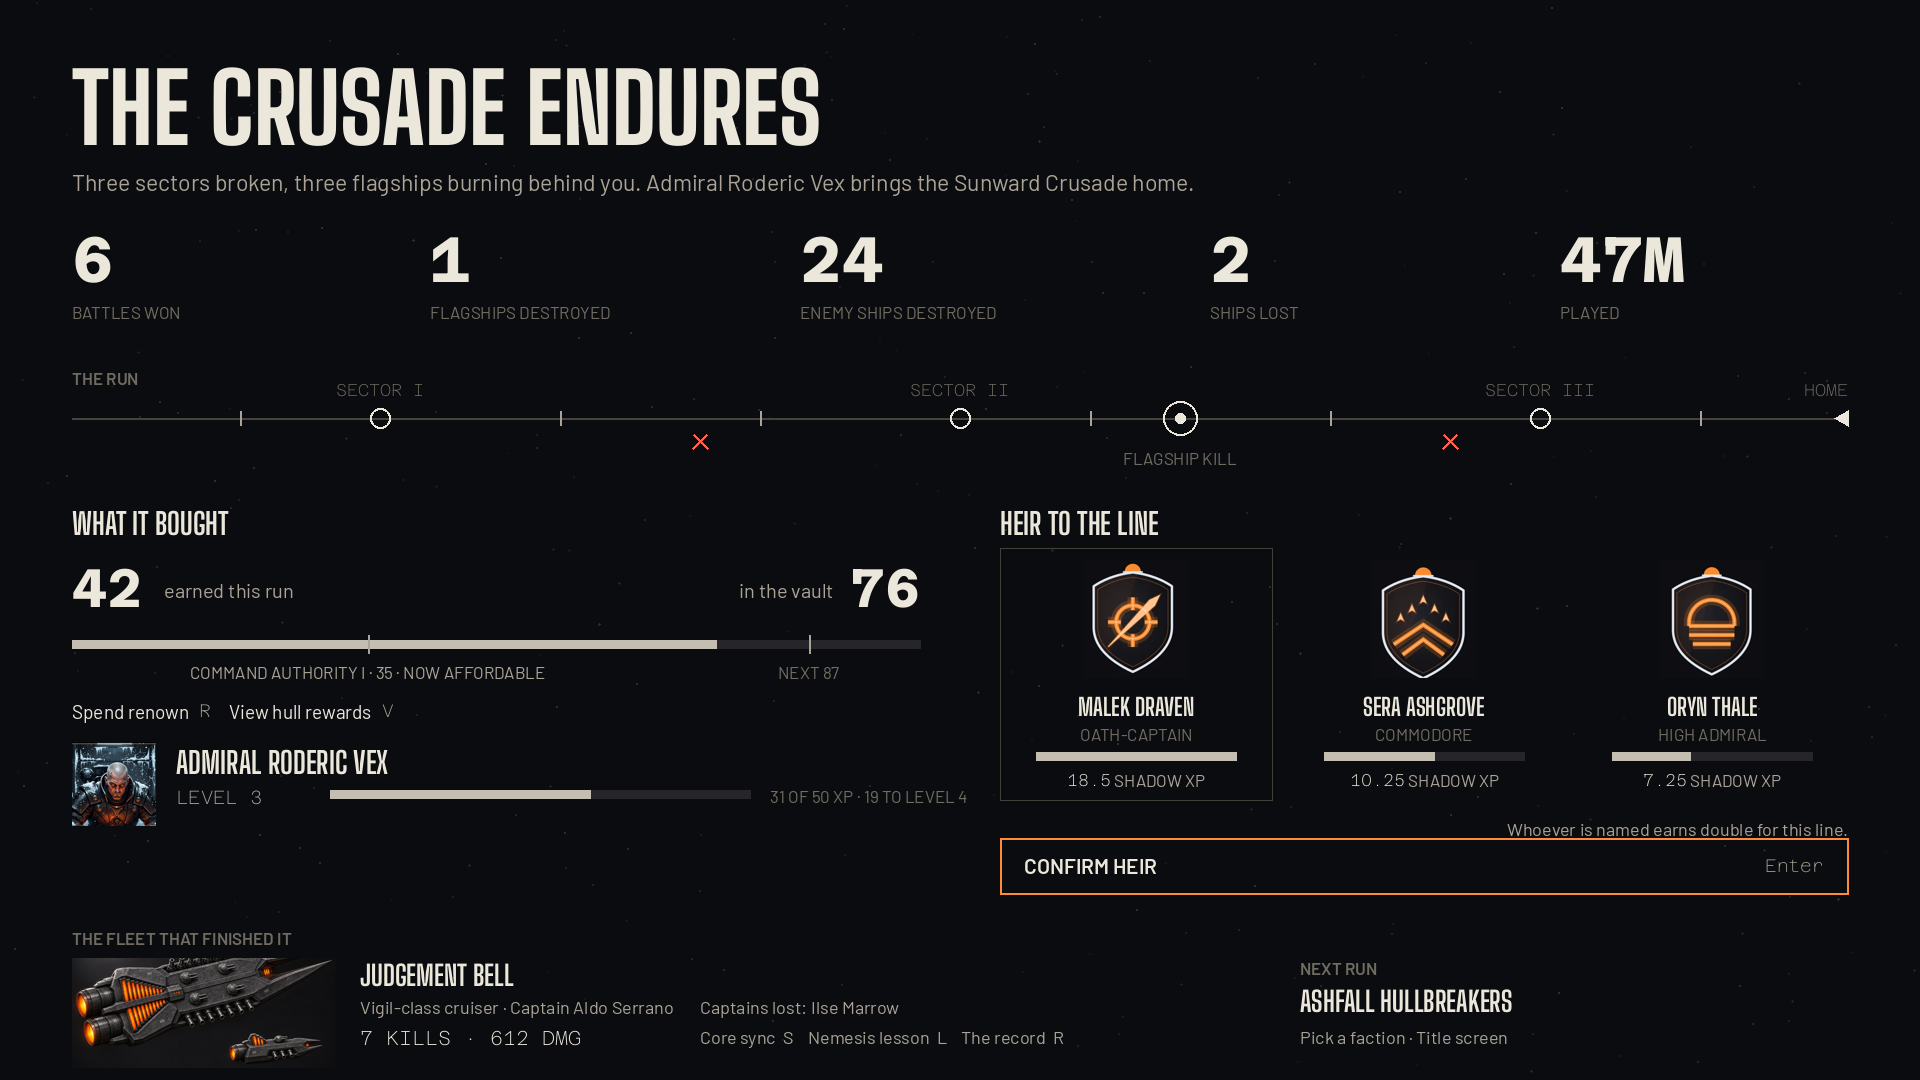 THE CRUSADE ENDURES
Three sectors broken, three flagships burning behind you. Admiral Roderic Vex brings the Sunward Crusade home.
6 1 24 2 47M
BATTLES WON FLAGSHIPS DESTROYED ENEMY SHIPS DESTROYED SHIPS LOST PLAYED
THE RUN
SECTOR I SECTOR II SECTOR III HOME
FLAGSHIP KILL
WHAT IT BOUGHT
42 earned this run in the vault 76
COMMAND AUTHORITY I · 35 · NOW AFFORDABLE NEXT 87
Spend renown R View hull rewards V
ADMIRAL RODERIC VEX
LEVEL 3 31 OF 50 XP · 19 TO LEVEL 4
HEIR TO THE LINE
MALEK DRAVEN SERA ASHGROVE ORYN THALE
OATH-CAPTAIN COMMODORE HIGH ADMIRAL
18.5 SHADOW XP 10.25 SHADOW XP 7.25 SHADOW XP
Whoever is named earns double for this line.
CONFIRM HEIR Enter
THE FLEET THAT FINISHED IT
JUDGEMENT BELL
Vigil-class cruiser · Captain Aldo Serrano
7 KILLS · 612 DMG
Captains lost: Ilse Marrow
Core sync S Nemesis lesson L The record R
NEXT RUN
ASHFALL HULLBREAKERS
Pick a faction · Title screen